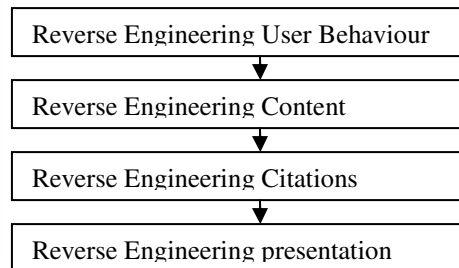 Reverse Engineering User Behaviour
Reverse Engineering Content
Reverse Engineering Citations
Reverse Engineering presentation